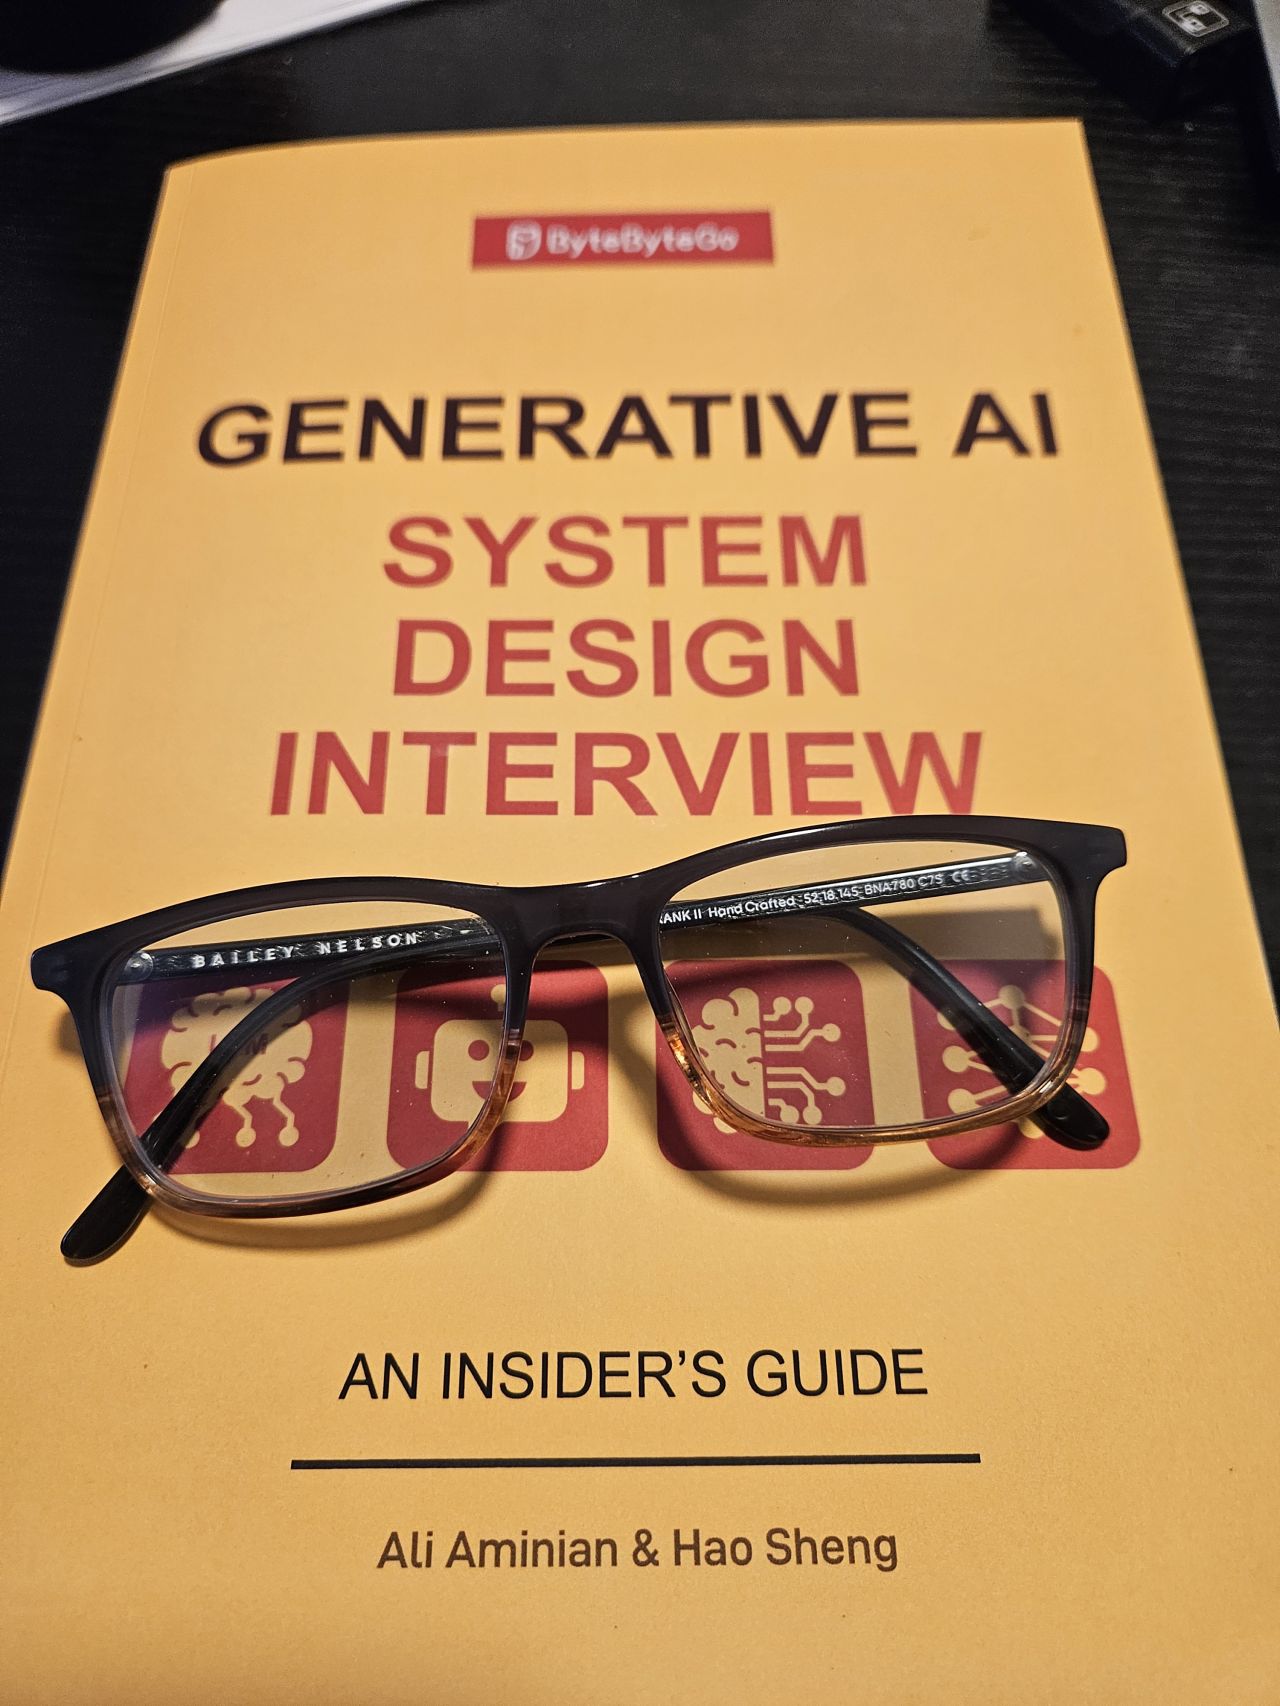 ByteByteGo
GENERATIVE AI
SYSTEM
DESIGN
INTERVIEW
BAILEY NELSON
Hand Crafted 52.18.145 BNA780 C75 CE
AN INSIDER'S GUIDE
Ali Aminian & Hao Sheng